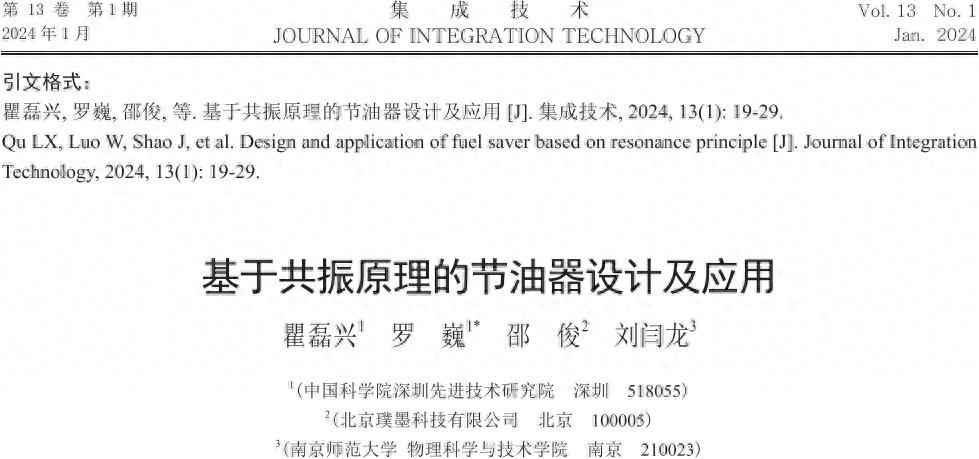 第 13 卷 第 1 期 集成技术 Vol. 13 No. 1
2024 年 1 月 JOURNAL OF INTEGRATION TECHNOLOGY Jan. 2024
引文格式:
瞿磊兴, 罗巍, 邵俊, 等. 基于共振原理的节油器设计及应用 [J]. 集成技术, 2024, 13(1): 19-29.
Qu LX, Luo W, Shao J, et al. Design and application of fuel saver based on resonance principle [J]. Journal of Integration
Technology, 2024, 13(1): 19-29.
基于共振原理的节油器设计及应用
瞿磊兴1 罗 巍1* 邵 俊2 刘闫龙3
1(中国科学院深圳先进技术研究院 深圳 518055)
2(北京璞墨科技有限公司 北京 100005)
3(南京师范大学 物理科学与技术学院 南京 210023)